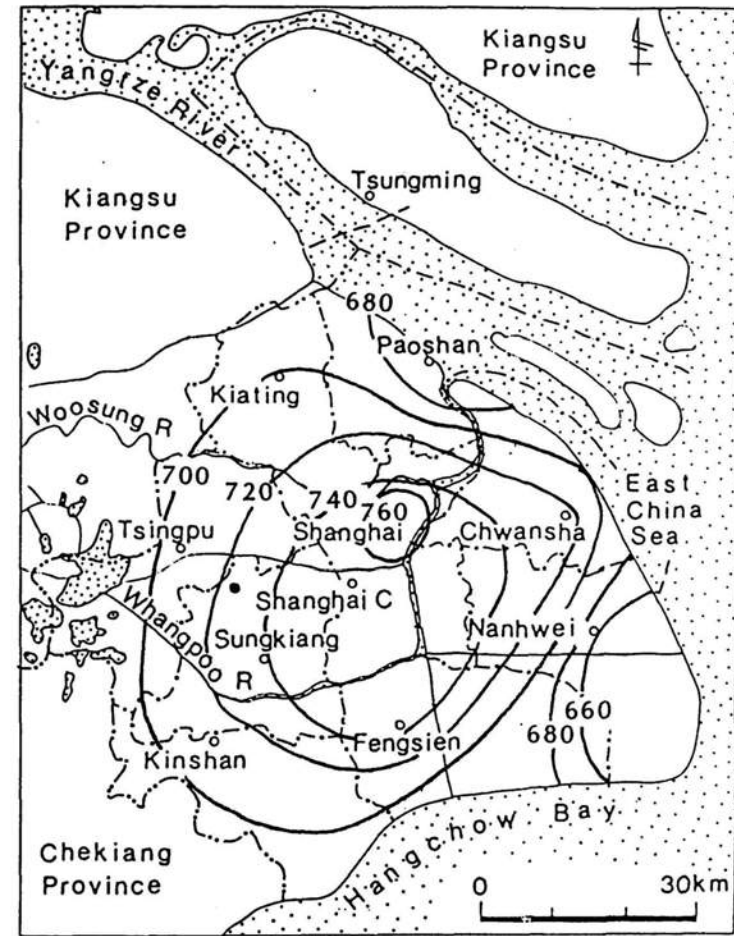 Kiangsu
Province
Yangtze River
Tsungming
Kiangsu
Province
680
Paoshan
Kiating
Woosung R
700
720
740
760
East
China
Sea
Tsingpu
Shanghai
Chwansha
Shanghai C
Whangpoo R
Sungkiang
Nanhwei
660
680
Fengsien
Kinshan
Hangchow Bay
Chekiang
Province
0
30km